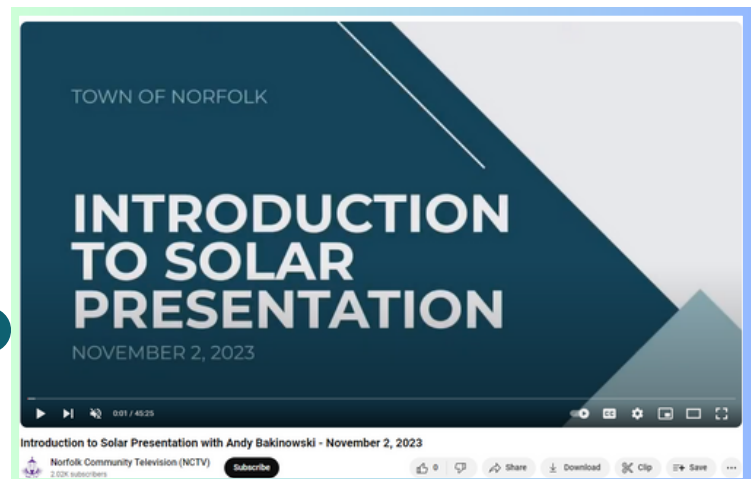 TOWN OF NORFOLK
INTRODUCTION
TO SOLAR
PRESENTATION
NOVEMBER 2, 2023
0:01 / 45:25
CC
Introduction to Solar Presentation with Andy Bakinowski - November 2, 2023
Norfolk Community Television (NCTV)
2.02K subscribers
Subscribe
0
Share
Download
Clip
Save